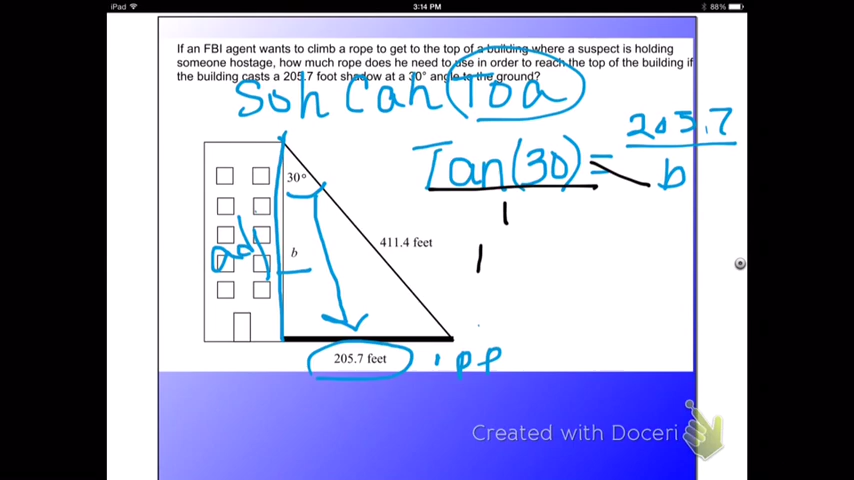 iPad
3:14 PM
88%
If an FBI agent wants to climb a rope to get to the top of a building where a suspect is holding
someone hostage, how much rope does he need to use in order to reach the top of the building if
the building casts a 205.7 foot shadow at a 30° angle to the ground?
Soh Cah Toa
Tan(30) = 205.7
1 b
1
30°
adj
b
411.4 feet
205.7 feet
opp
Created with Doceri